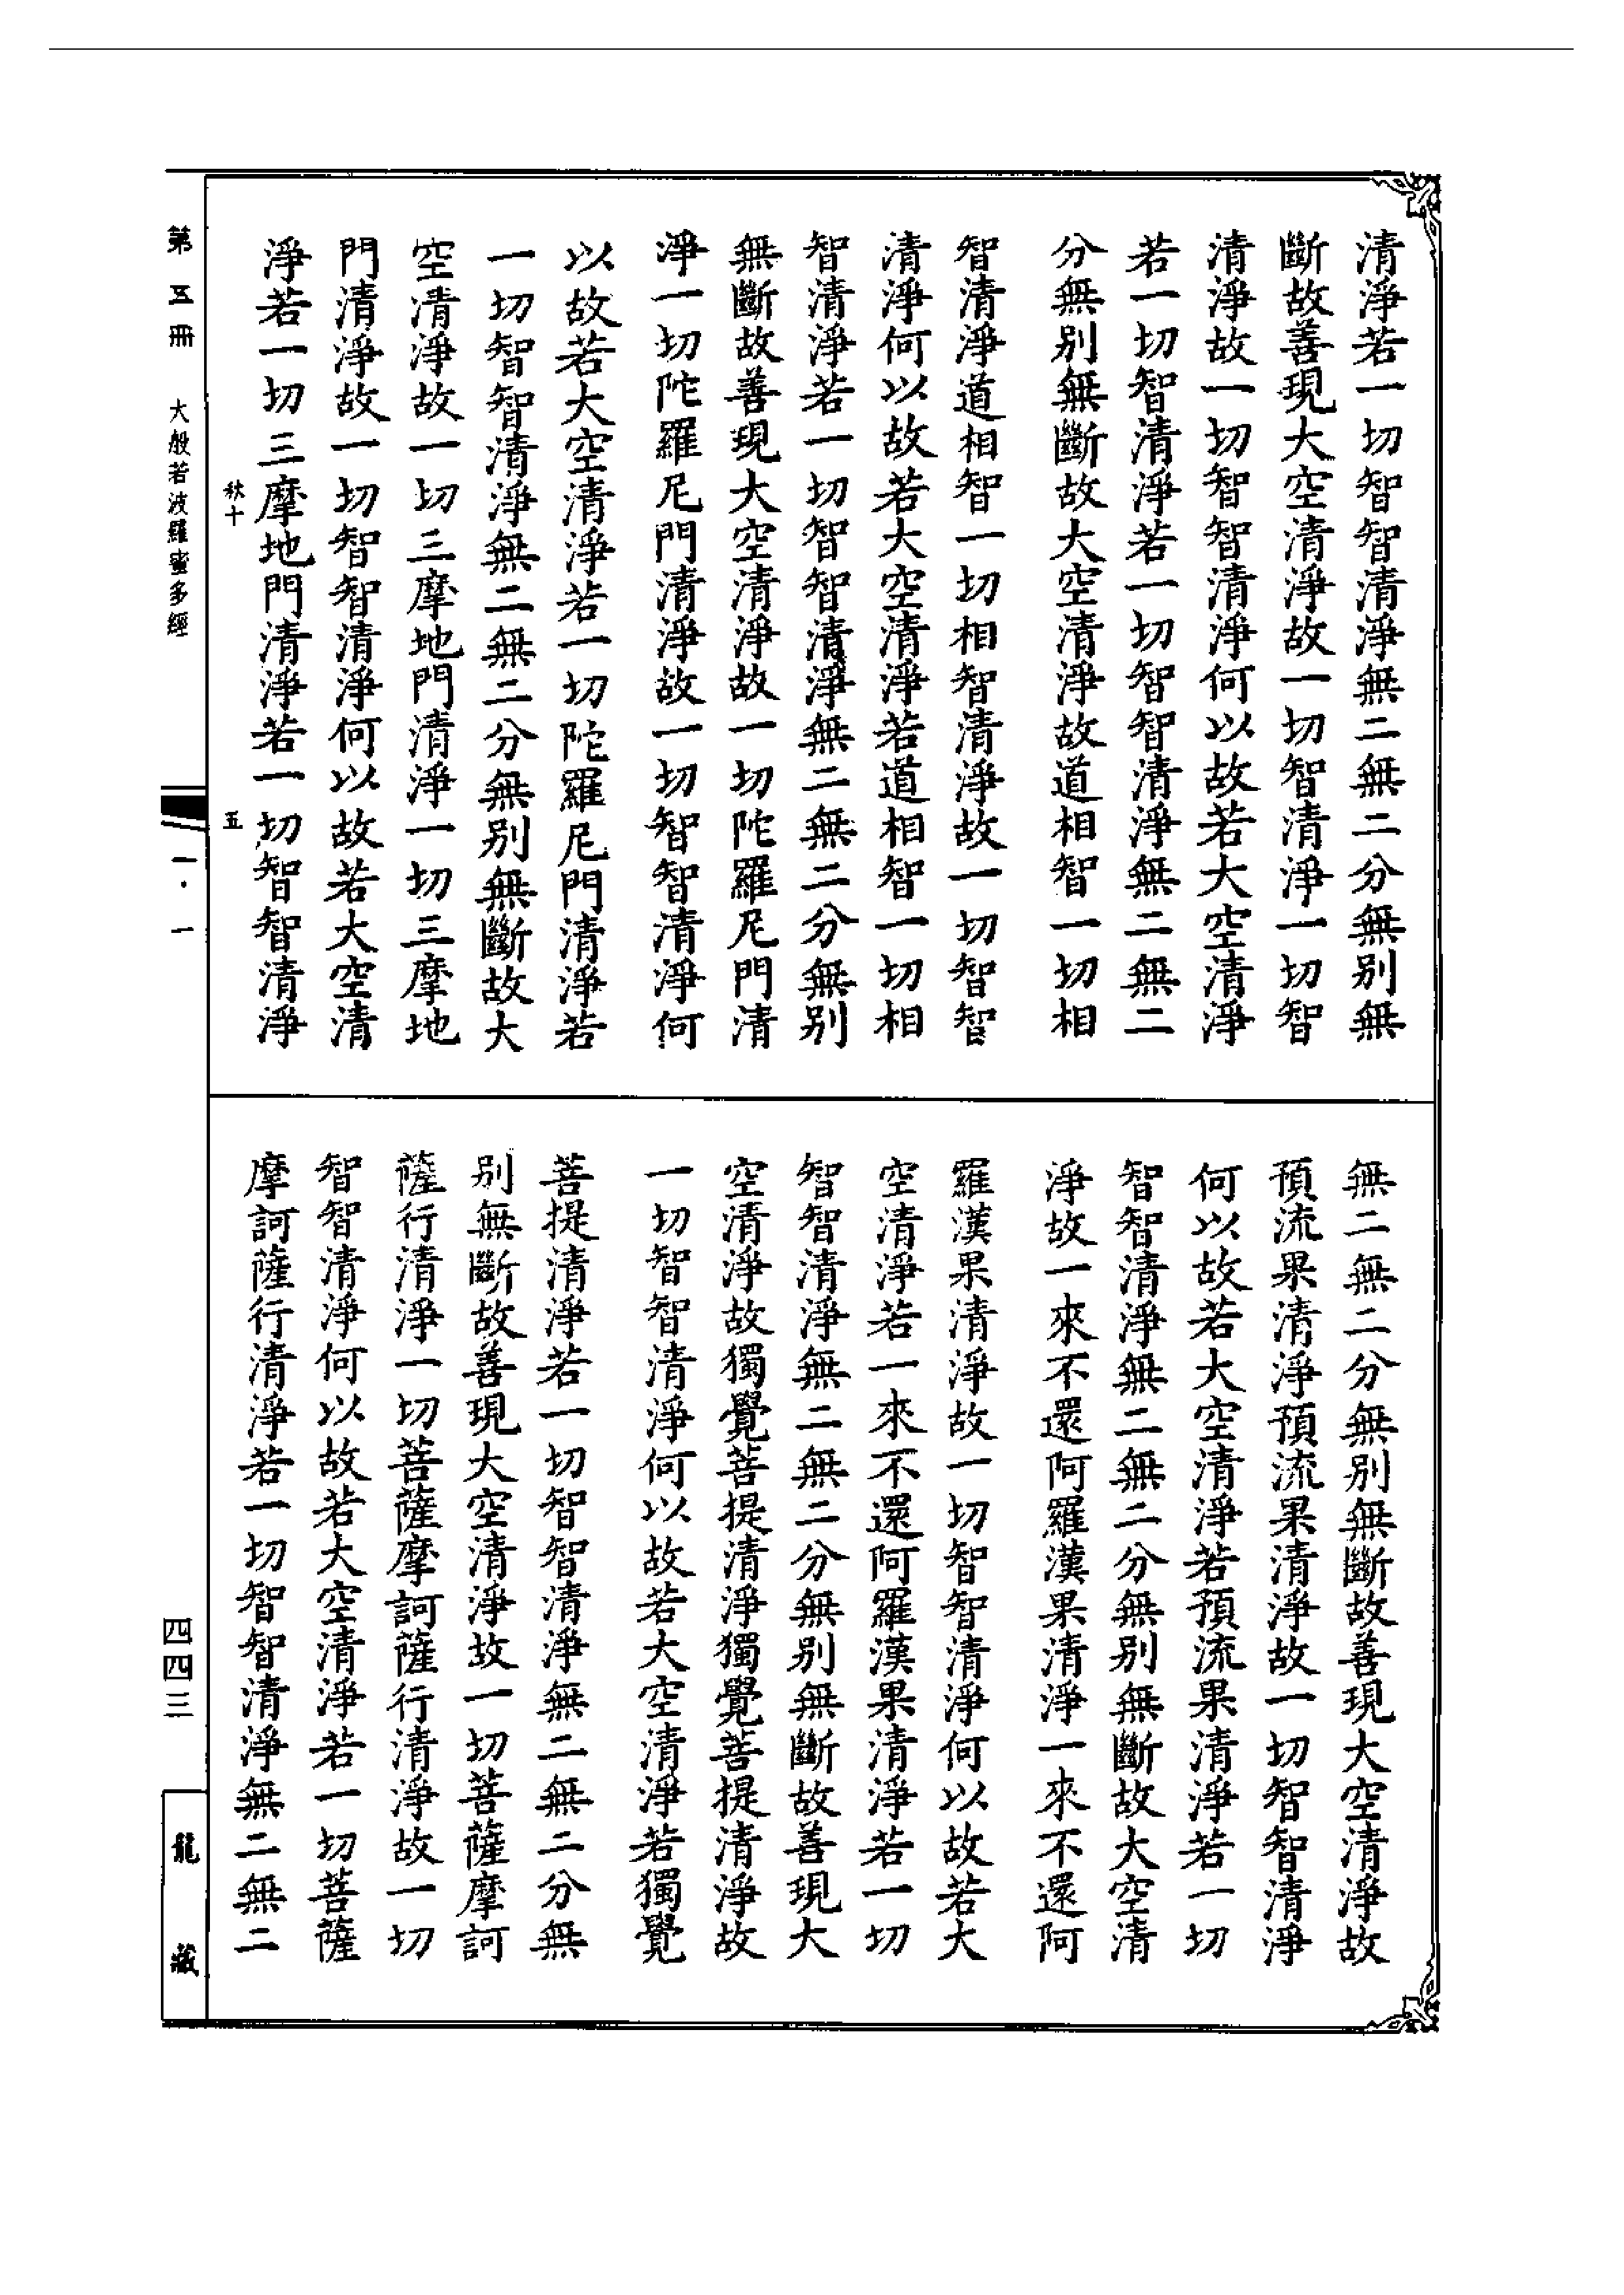 清淨若一切智智清淨無二無二分無別無
斷故善現大空清淨故一切智清淨一切智
清淨故一切智智清淨何以故若大空清淨
若一切智清淨若一切智智清淨無二無二
分無別無斷故大空清淨故道相智一切相
智清淨道相智一切相智清淨故一切智智
清淨何以故若大空清淨若道相智一切相
智清淨若一切智智清淨無二無二分無別
無斷故善現大空清淨故一切陀羅尼門清
淨一切陀羅尼門清淨故一切智智清淨何
以故若大空清淨若一切陀羅尼門清淨若
一切智智清淨無二無二分無別無斷故大
空清淨故一切三摩地門清淨一切三摩地
門清淨故一切智智清淨何以故若大空清
淨若一切三摩地門清淨若一切智智清淨
無二無二分無別無斷故善現大空清淨故
預流果清淨預流果清淨故一切智智清淨
何以故若大空清淨若預流果清淨若一切
智智清淨無二無二分無別無斷故大空清
淨故一來不還阿羅漢果清淨一來不還阿
羅漢果清淨故一切智智清淨何以故若大
空清淨若一來不還阿羅漢果清淨若一切
智智清淨無二無二分無別無斷故善現大
空清淨故獨覺菩提清淨獨覺菩提清淨故
一切智智清淨何以故若大空清淨若獨覺
菩提清淨若一切智智清淨無二無二分無
別無斷故善現大空清淨故一切菩薩摩訶
薩行清淨一切菩薩摩訶薩行清淨故一切
智智清淨何以故若大空清淨若一切菩薩
摩訶薩行清淨若一切智智清淨無二無二
秋十 五
第五冊 大般若波羅蜜多經 一·一 四四三 龍藏